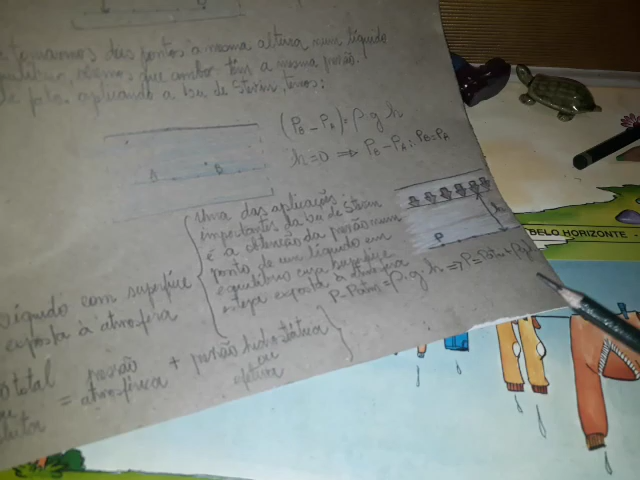 tomarmos dois pontos a mesma altura num líquido
equilíbrio, vemos que ambos têm a mesma pressão.
De fato, aplicando a Lei de Stevin, temos:
(PB - PA) = ρ.g h
h = 0 ⇒ PB - PA ∴ PB = PA
A B
Uma das aplicações
importantes da Lei de Stevin
é a obtenção da pressão num
ponto de um líquido em
equilíbrio cuja superfície
esteja exposta à atmosfera
P - Patm = ρ.g h ⇒ P = Patm +
Líquido com superfície
exposta à atmosfera
P
h
total = pressão atmosférica + pressão hidrostática
ou ou
efetiva
BELO HORIZONTE -